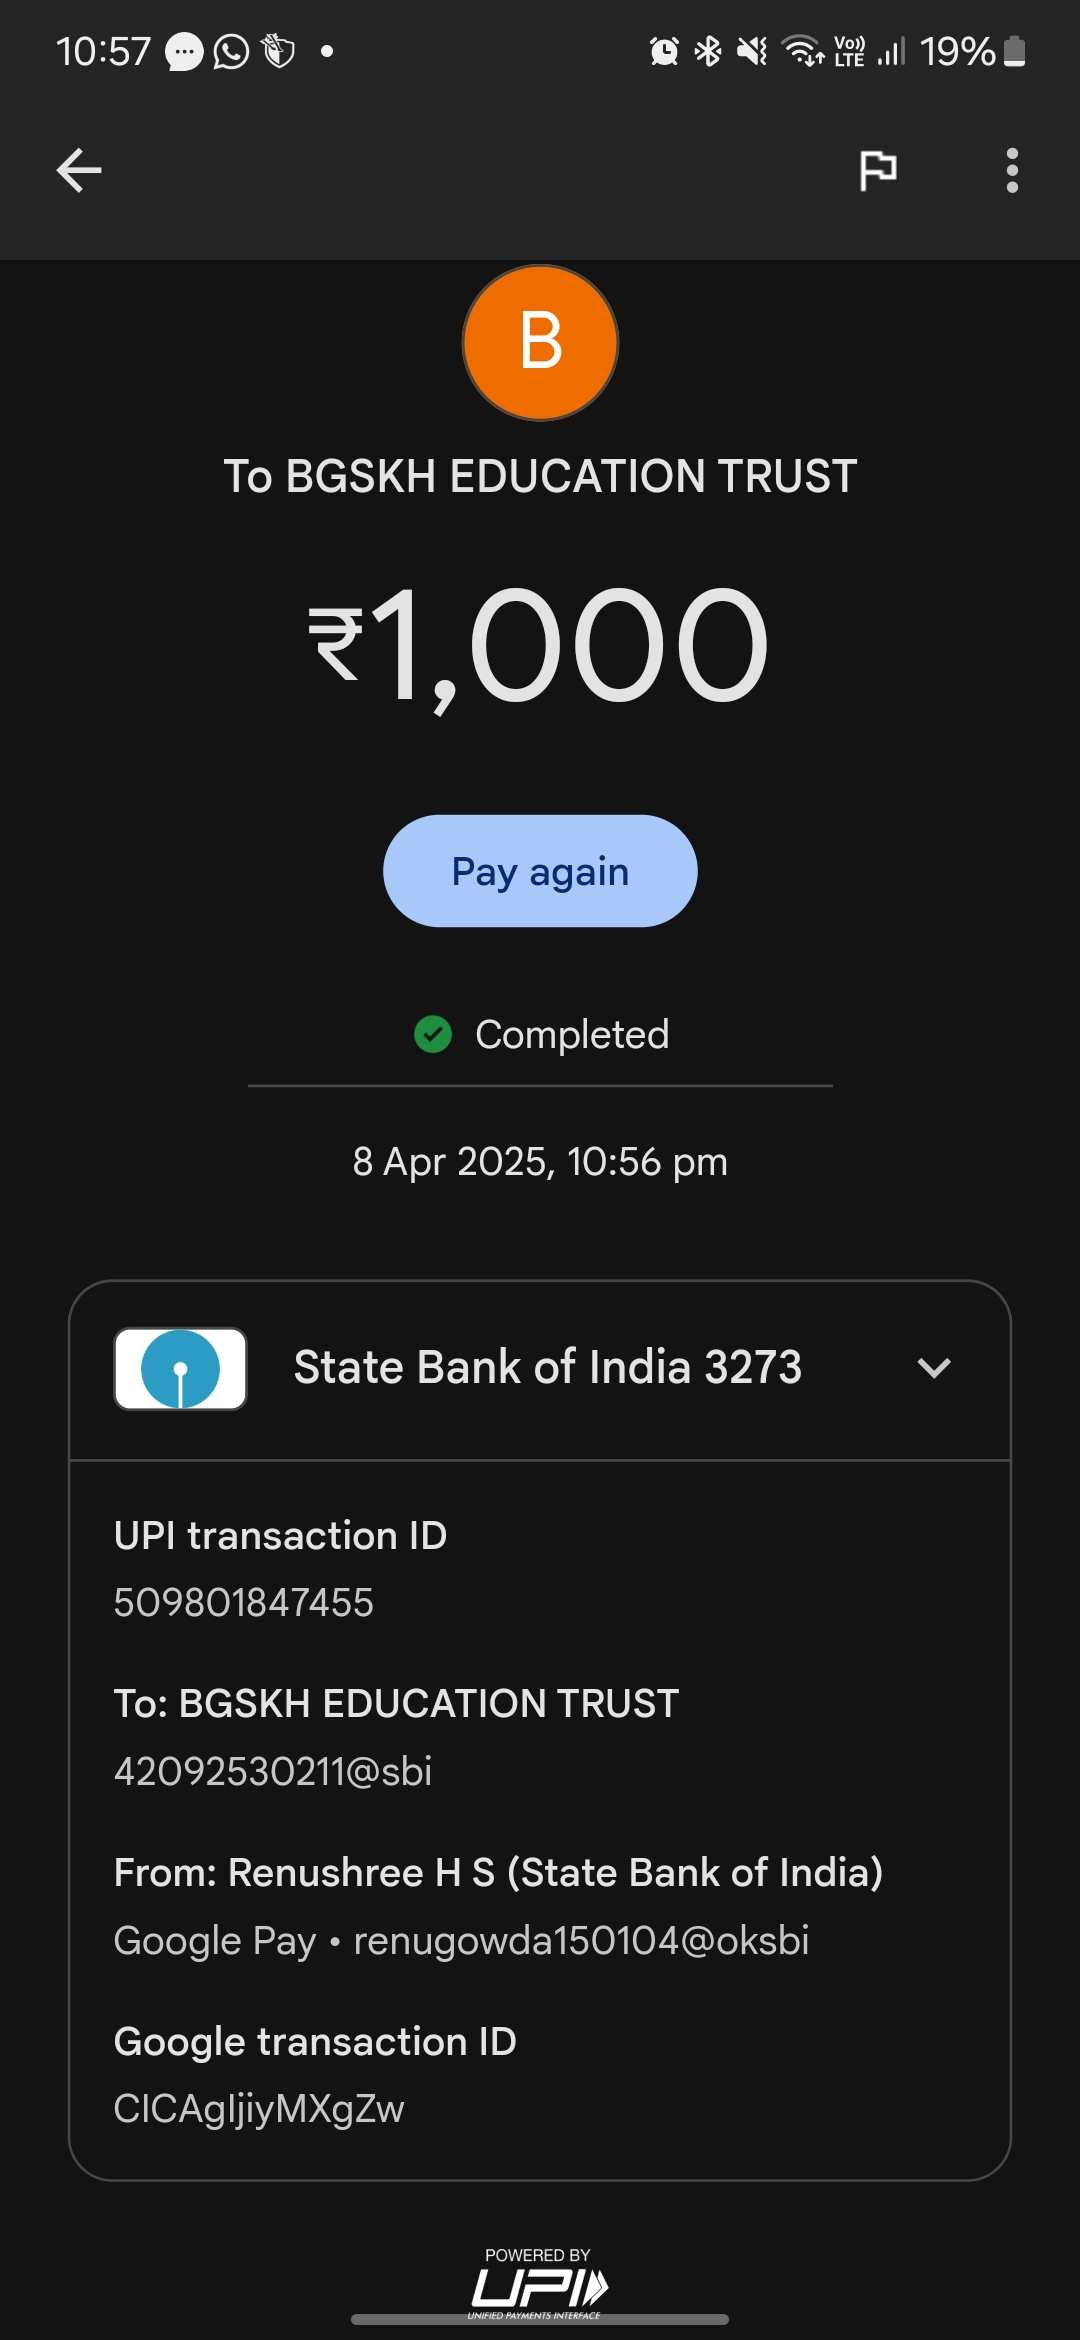 10:57
Vo))
LTE
19%
B
To BGSKH EDUCATION TRUST
₹1,000
Pay again
Completed
8 Apr 2025, 10:56 pm
State Bank of India 3273
UPI transaction ID
509801847455
To: BGSKH EDUCATION TRUST
42092530211@sbi
From: Renushree H S (State Bank of India)
Google Pay • renugowda150104@oksbi
Google transaction ID
CICAgIjiyMXgZw
POWERED BY
UPI
UNIFIED PAYMENTS INTERFACE